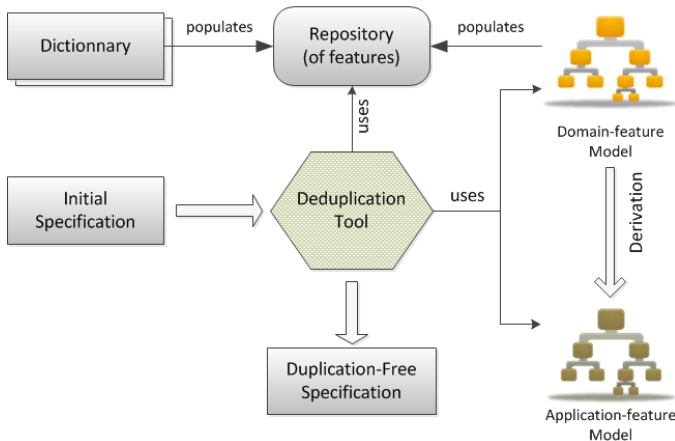 Dictionnary
populates
Repository
(of features)
populates
uses
Domain-feature
Model
Initial
Specification
Deduplication
Tool
uses
Derivation
Duplication-Free
Specification
Application-feature
Model